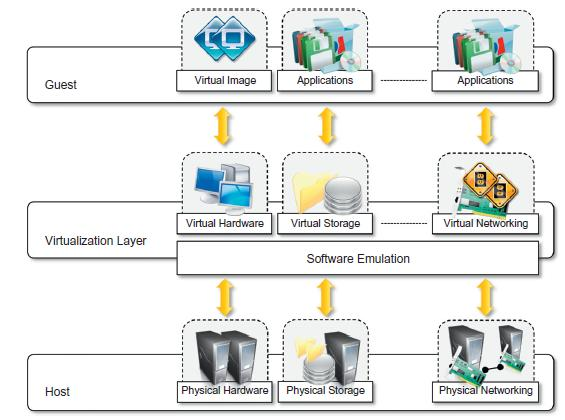 Guest
Virtual Image
Applications
Applications
Virtualization Layer
Virtual Hardware
Virtual Storage
Virtual Networking
Software Emulation
Host
Physical Hardware
Physical Storage
Physical Networking